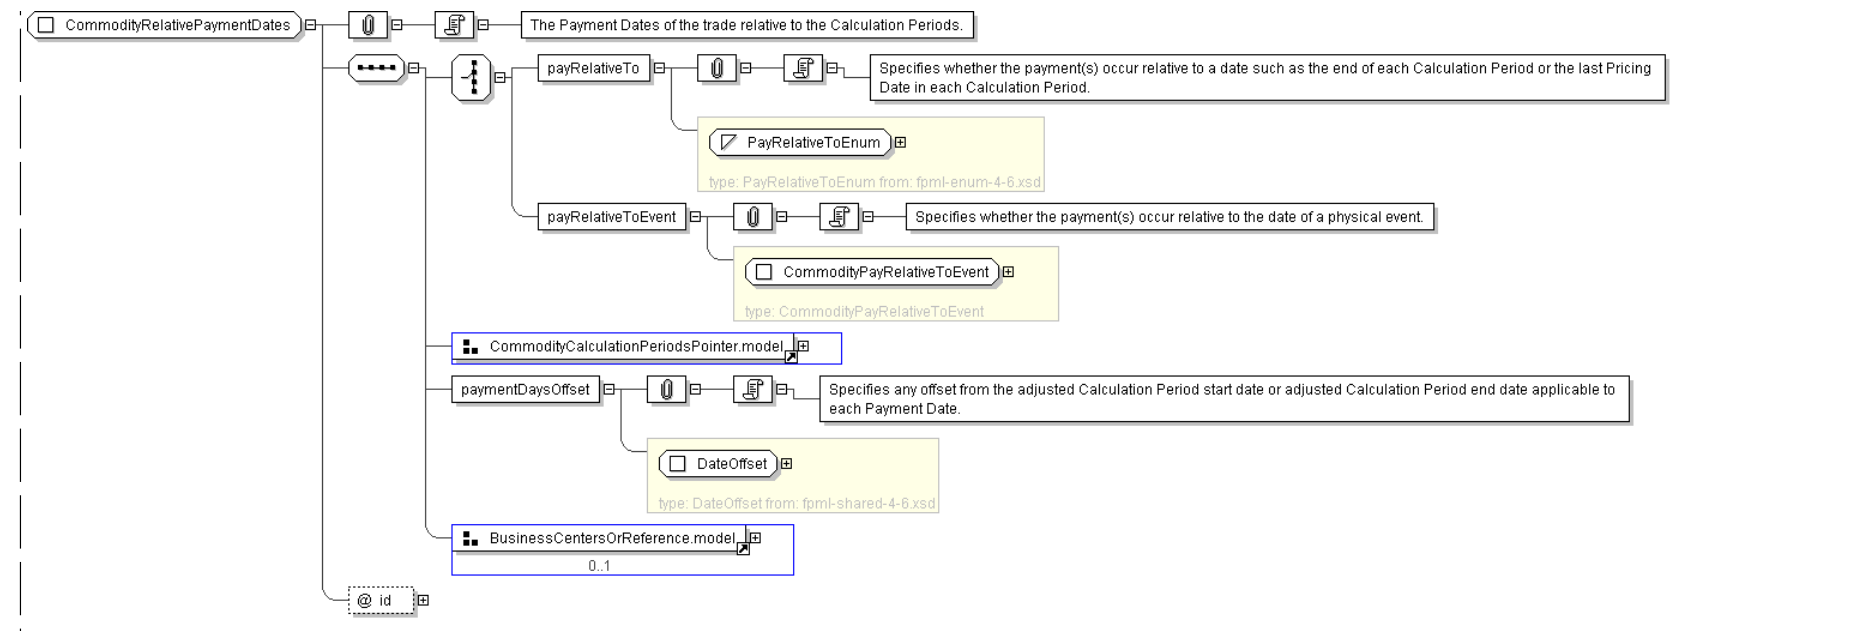 CommodityRelativePaymentDates
The Payment Dates of the trade relative to the Calculation Periods.
payRelativeTo
Specifies whether the payment(s) occur relative to a date such as the end of each Calculation Period or the last Pricing
Date in each Calculation Period.
PayRelativeToEnum
type: PayRelativeToEnum from: fpml-enum-4-6.xsd
payRelativeToEvent
Specifies whether the payment(s) occur relative to the date of a physical event.
CommodityPayRelativeToEvent
type: CommodityPayRelativeToEvent
CommodityCalculationPeriodsPointer.model
paymentDaysOffset
Specifies any offset from the adjusted Calculation Period start date or adjusted Calculation Period end date applicable to
each Payment Date.
DateOffset
type: DateOffset from: fpml-shared-4-6.xsd
BusinessCentersOrReference.model
0..1
@ id